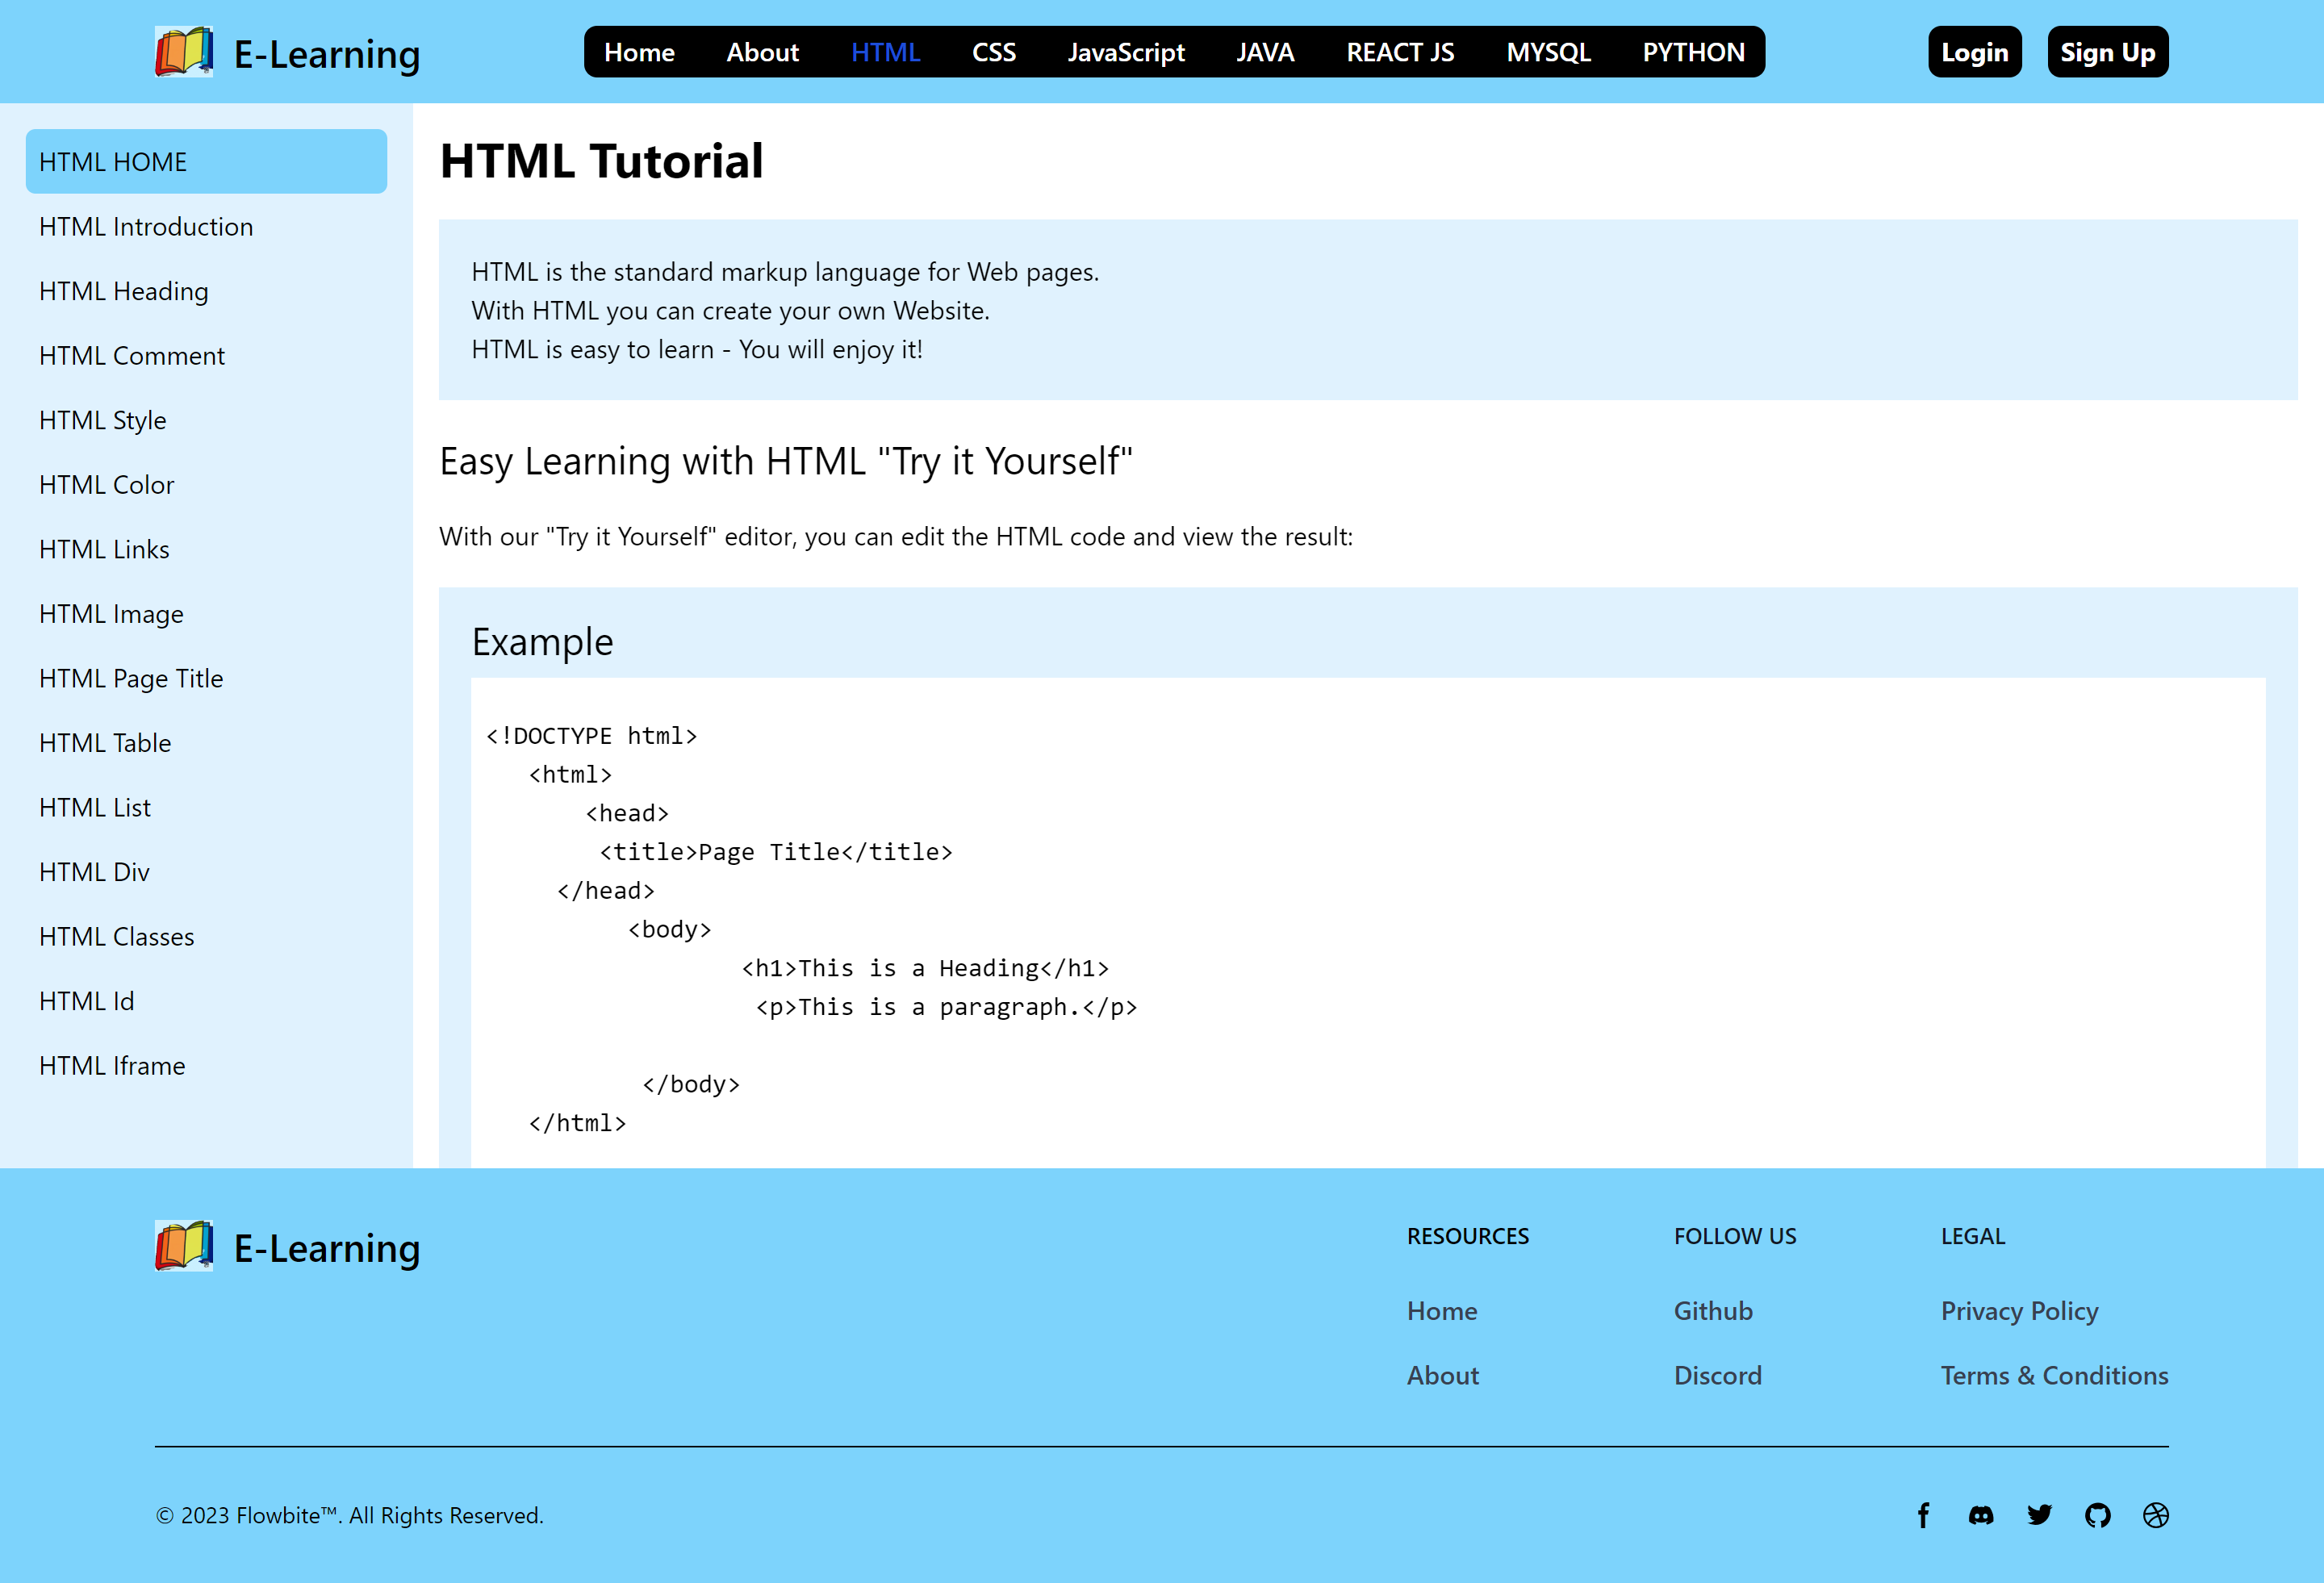 E-Learning
Home About HTML CSS JavaScript JAVA REACT JS MYSQL PYTHON
Login Sign Up
HTML HOME
HTML Introduction
HTML Heading
HTML Comment
HTML Style
HTML Color
HTML Links
HTML Image
HTML Page Title
HTML Table
HTML List
HTML Div
HTML Classes
HTML Id
HTML Iframe
HTML Tutorial
HTML is the standard markup language for Web pages.
With HTML you can create your own Website.
HTML is easy to learn - You will enjoy it!
Easy Learning with HTML "Try it Yourself"
With our "Try it Yourself" editor, you can edit the HTML code and view the result:
Example
<!DOCTYPE html>
<html>
<head>
<title>Page Title</title>
</head>
<body>
<h1>This is a Heading</h1>
<p>This is a paragraph.</p>
</body>
</html>
E-Learning
RESOURCES
Home
About
FOLLOW US
Github
Discord
LEGAL
Privacy Policy
Terms & Conditions
© 2023 Flowbite™. All Rights Reserved.